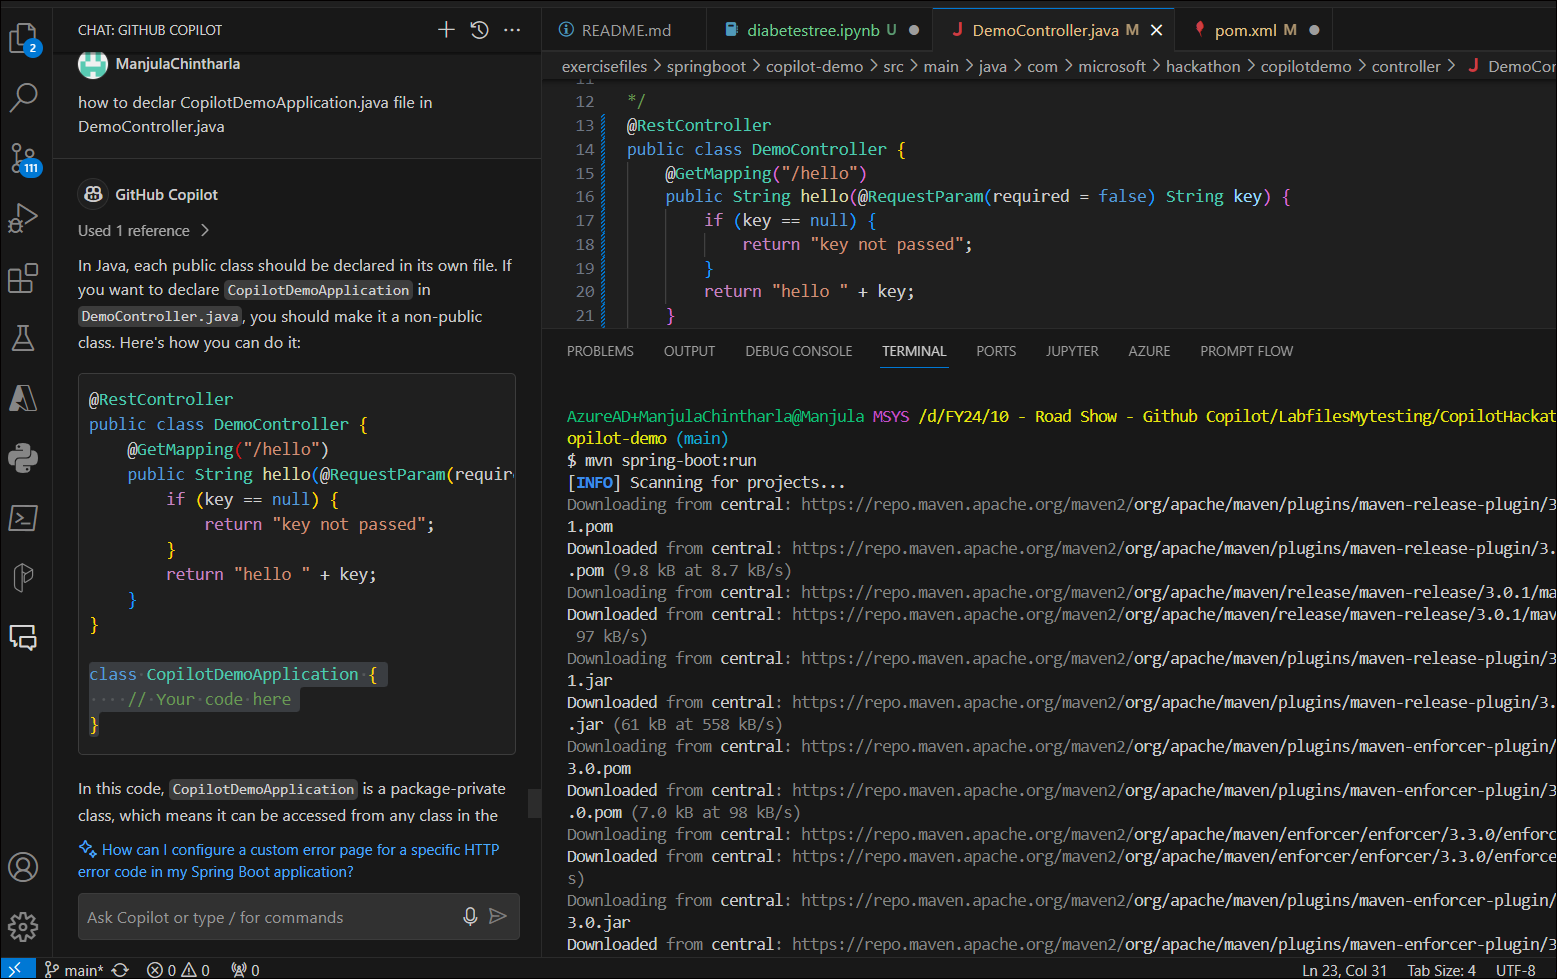 CHAT: GITHUB COPILOT
ManjulaChintharla
how to declar CopilotDemoApplication.java file in
DemoController.java
GitHub Copilot
Used 1 reference
In Java, each public class should be declared in its own file. If
you want to declare CopilotDemoApplication in
DemoController.java, you should make it a non-public
class. Here's how you can do it:
@RestController
public class DemoController {
@GetMapping("/hello")
public String hello(@RequestParam(requir
if (key == null) {
return "key not passed";
}
return "hello " + key;
}
}
class CopilotDemoApplication {
// Your code here
}
In this code, CopilotDemoApplication is a package-private
class, which means it can be accessed from any class in the
How can I configure a custom error page for a specific HTTP
error code in my Spring Boot application?
Ask Copilot or type / for commands
2
111
README.md
diabetestree.ipynb U
J DemoController.java M
pom.xml M
exercisefiles > springboot > copilot-demo > src > main > java > com > microsoft > hackathon > copilotdemo > controller > J DemoCor
12 */
13 @RestController
14 public class DemoController {
15 @GetMapping("/hello")
16 public String hello(@RequestParam(required = false) String key) {
17 if (key == null) {
18 return "key not passed";
19 }
20 return "hello " + key;
21 }
PROBLEMS OUTPUT DEBUG CONSOLE TERMINAL PORTS JUPYTER AZURE PROMPT FLOW
AzureAD+ManjulaChintharla@Manjula MSYS /d/FY24/10 - Road Show - Github Copilot/LabfilesMytesting/CopilotHackat
opilot-demo (main)
$ mvn spring-boot:run
[INFO] Scanning for projects...
Downloading from central: https://repo.maven.apache.org/maven2/org/apache/maven/plugins/maven-release-plugin/3
1.pom
Downloaded from central: https://repo.maven.apache.org/maven2/org/apache/maven/plugins/maven-release-plugin/3.
.pom (9.8 kB at 8.7 kB/s)
Downloading from central: https://repo.maven.apache.org/maven2/org/apache/maven/release/maven-release/3.0.1/ma
Downloaded from central: https://repo.maven.apache.org/maven2/org/apache/maven/release/maven-release/3.0.1/mav
97 kB/s)
Downloading from central: https://repo.maven.apache.org/maven2/org/apache/maven/plugins/maven-release-plugin/3
1.jar
Downloaded from central: https://repo.maven.apache.org/maven2/org/apache/maven/plugins/maven-release-plugin/3.
.jar (61 kB at 558 kB/s)
Downloading from central: https://repo.maven.apache.org/maven2/org/apache/maven/plugins/maven-enforcer-plugin/
3.0.pom
Downloaded from central: https://repo.maven.apache.org/maven2/org/apache/maven/plugins/maven-enforcer-plugin/3
.0.pom (7.0 kB at 98 kB/s)
Downloading from central: https://repo.maven.apache.org/maven2/org/apache/maven/enforcer/enforcer/3.3.0/enforc
Downloaded from central: https://repo.maven.apache.org/maven2/org/apache/maven/enforcer/enforcer/3.3.0/enforce
s)
Downloading from central: https://repo.maven.apache.org/maven2/org/apache/maven/plugins/maven-enforcer-plugin/
3.0.jar
Downloaded from central: https://repo.maven.apache.org/maven2/org/apache/maven/plugins/maven-enforcer-plugin/3
main* 0 0 0
Ln 23, Col 31 Tab Size: 4 UTF-8